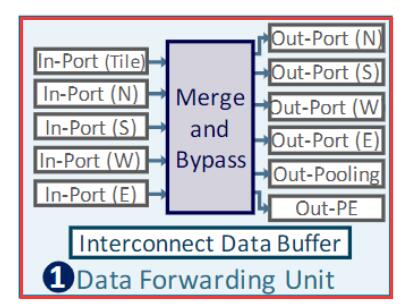 In-Port (Tile)
In-Port (N)
In-Port (S)
In-Port (W)
In-Port (E)
Merge
and
Bypass
Out-Port (N)
Out-Port (S)
Out-Port (W
Out-Port (E)
Out-Pooling
Out-PE
Interconnect Data Buffer
1 Data Forwarding Unit